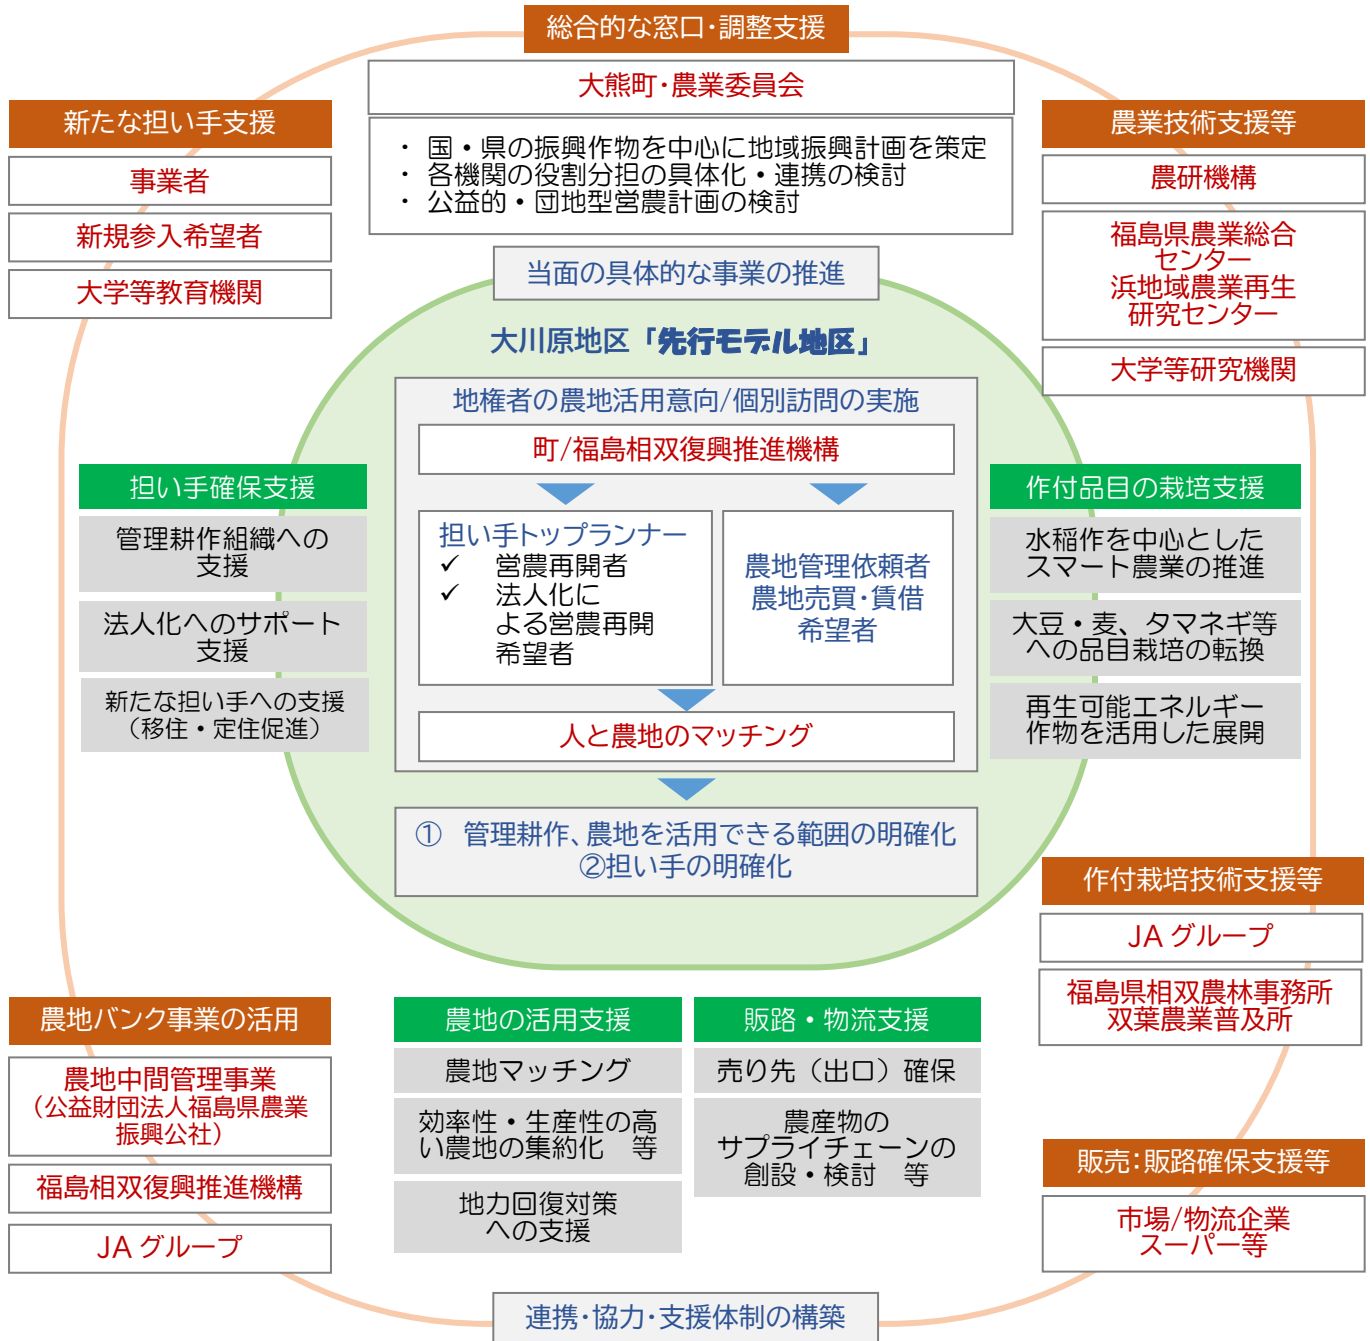 総合的な窓口・調整支援
大熊町・農業委員会
・ 国・県の振興作物を中心に地域振興計画を策定
・ 各機関の役割分担の具体化・連携の検討
・ 公益的・団地型営農計画の検討
新たな担い手支援
事業者
新規参入希望者
大学等教育機関
農業技術支援等
農研機構
福島県農業総合
センター
浜地域農業再生
研究センター
大学等研究機関
当面の具体的な事業の推進
大川原地区「先行モデル地区」
地権者の農地活用意向/個別訪問の実施
町/福島相双復興推進機構
担い手トップランナー
✓ 営農再開者
✓ 法人化に
よる営農再開
希望者
農地管理依頼者
農地売買・賃借
希望者
人と農地のマッチング
① 管理耕作、農地を活用できる範囲の明確化
②担い手の明確化
担い手確保支援
管理耕作組織への
支援
法人化へのサポート
支援
新たな担い手への支援
（移住・定住促進）
作付品目の栽培支援
水稲作を中心とした
スマート農業の推進
大豆・麦、タマネギ等
への品目栽培の転換
再生可能エネルギー
作物を活用した展開
作付栽培技術支援等
JA グループ
福島県相双農林事務所
双葉農業普及所
農地バンク事業の活用
農地中間管理事業
（公益財団法人福島県農業
振興公社）
福島相双復興推進機構
JA グループ
農地の活用支援
農地マッチング
効率性・生産性の高
い農地の集約化 等
地力回復対策
への支援
販路・物流支援
売り先（出口）確保
農産物の
サプライチェーンの
創設・検討 等
販売:販路確保支援等
市場/物流企業
スーパー等
連携・協力・支援体制の構築